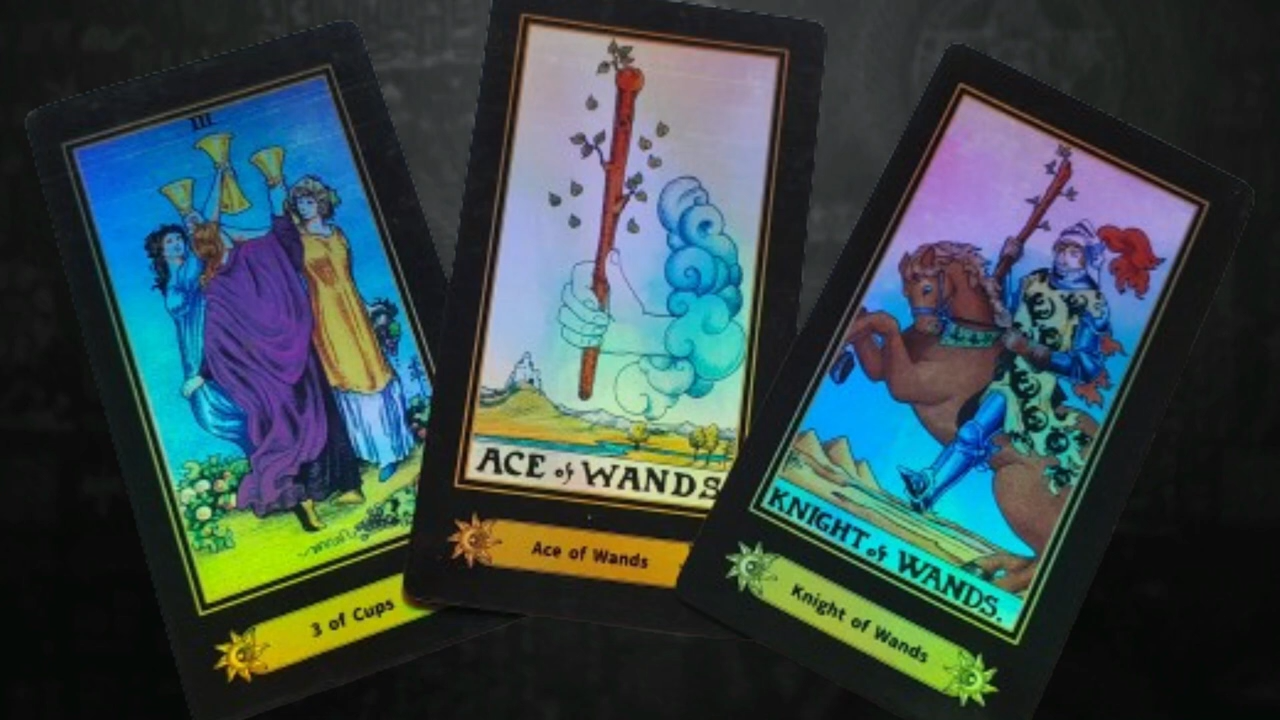 III
3 of Cups
ACE of WANDS
Ace of Wands
KNIGHT of WANDS.
Knight of Wands